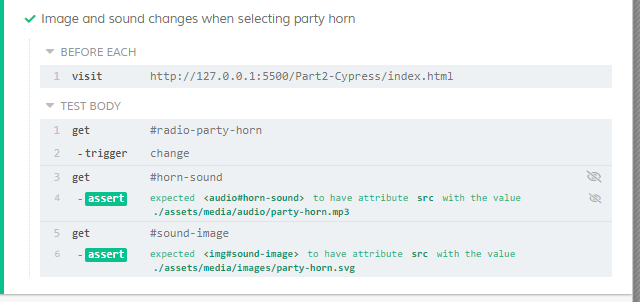 Image and sound changes when selecting party horn
BEFORE EACH
1 visit http://127.0.0.1:5500/Part2-Cypress/index.html
TEST BODY
1 get #radio-party-horn
2 -trigger change
3 get #horn-sound
4 -assert expected <audio#horn-sound> to have attribute src with the value
./assets/media/audio/party-horn.mp3
5 get #sound-image
6 -assert expected <img#sound-image> to have attribute src with the value
./assets/media/images/party-horn.svg